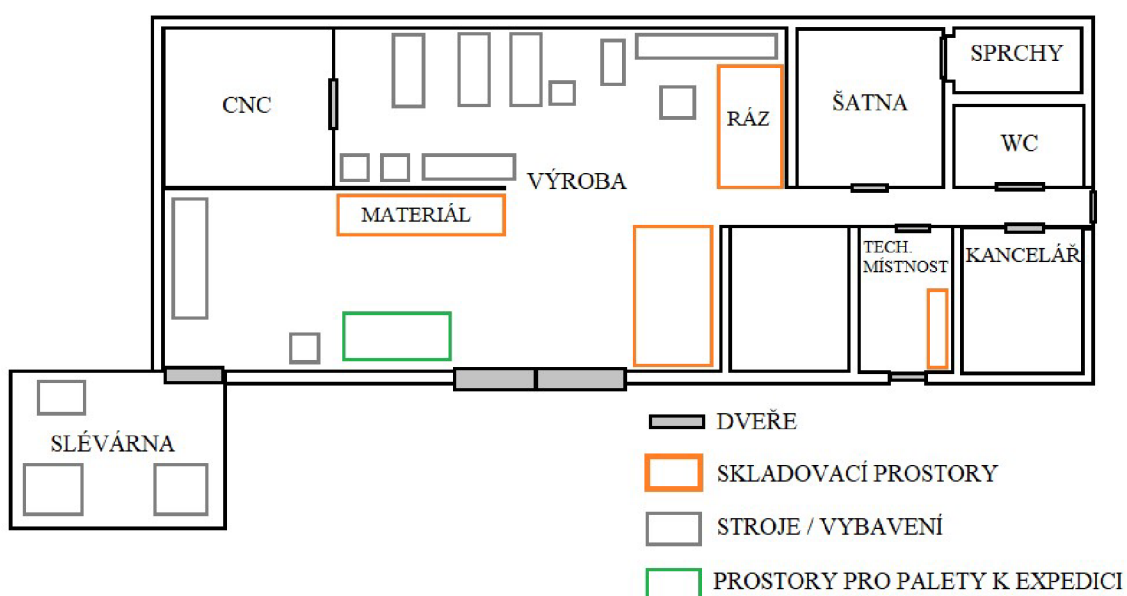 CNC
RÁZ
ŠATNA
SPRCHY
WC
VÝROBA
MATERIÁL
TECH.
MÍSTNOST
KANCELÁŘ
SLÉVÁRNA
DVEŘE
SKLADOVACÍ PROSTORY
STROJE / VYBAVENÍ
PROSTORY PRO PALETY K EXPEDICI